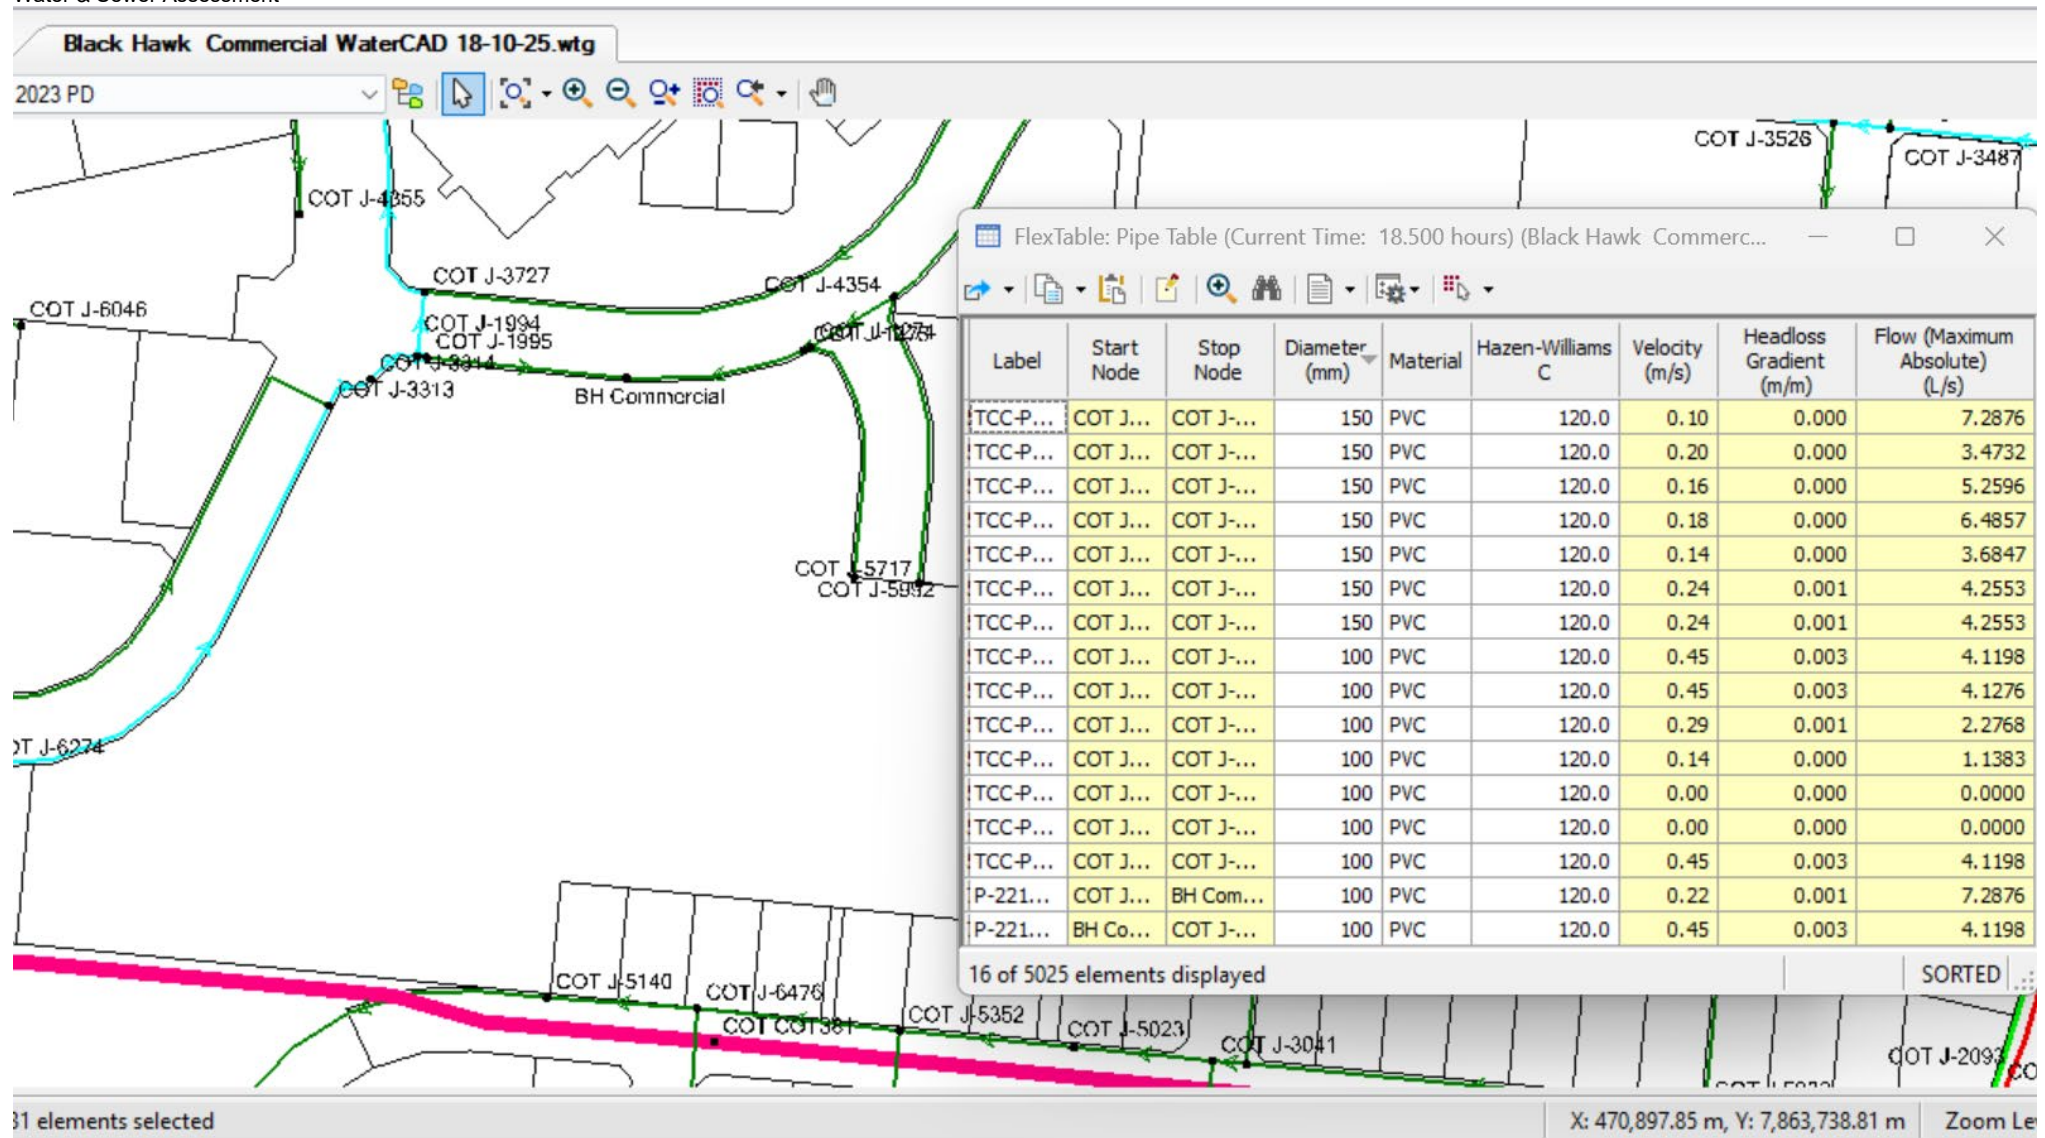 Black Hawk  Commercial WaterCAD 18-10-25.wtg
2023 PD
COT J-3526
COT J-3487
COT J-4355
COT J-3727
COT J-4354
COT J-6046
COT J-1994
COT J-1995
COT J-3314
COT J-3313
BH Commercial
COT J-5717
COT J-5992
OT J-6274
COT J-5140
COT J-6476
COT COT381
COT J-5352
COT J-5023
COT J-3041
COT J-2093
FlexTable: Pipe Table (Current Time:  18.500 hours) (Black Hawk  Commerc...
Label Start Node Stop Node Diameter (mm) Material Hazen-Williams C Velocity (m/s) Headloss Gradient (m/m) Flow (Maximum Absolute) (L/s)
TCC-P... COT J... COT J-... 150 PVC 120.0 0.10 0.000 7.2876
TCC-P... COT J... COT J-... 150 PVC 120.0 0.20 0.000 3.4732
TCC-P... COT J... COT J-... 150 PVC 120.0 0.16 0.000 5.2596
TCC-P... COT J... COT J-... 150 PVC 120.0 0.18 0.000 6.4857
TCC-P... COT J... COT J-... 150 PVC 120.0 0.14 0.000 3.6847
TCC-P... COT J... COT J-... 150 PVC 120.0 0.24 0.001 4.2553
TCC-P... COT J... COT J-... 150 PVC 120.0 0.24 0.001 4.2553
TCC-P... COT J... COT J-... 100 PVC 120.0 0.45 0.003 4.1198
TCC-P... COT J... COT J-... 100 PVC 120.0 0.45 0.003 4.1276
TCC-P... COT J... COT J-... 100 PVC 120.0 0.29 0.001 2.2768
TCC-P... COT J... COT J-... 100 PVC 120.0 0.14 0.000 1.1383
TCC-P... COT J... COT J-... 100 PVC 120.0 0.00 0.000 0.0000
TCC-P... COT J... COT J-... 100 PVC 120.0 0.00 0.000 0.0000
TCC-P... COT J... COT J-... 100 PVC 120.0 0.45 0.003 4.1198
P-221... COT J... BH Com... 100 PVC 120.0 0.22 0.001 7.2876
P-221... BH Co... COT J-... 100 PVC 120.0 0.45 0.003 4.1198
16 of 5025 elements displayed
SORTED
31 elements selected
X: 470,897.85 m, Y: 7,863,738.81 m
Zoom Le